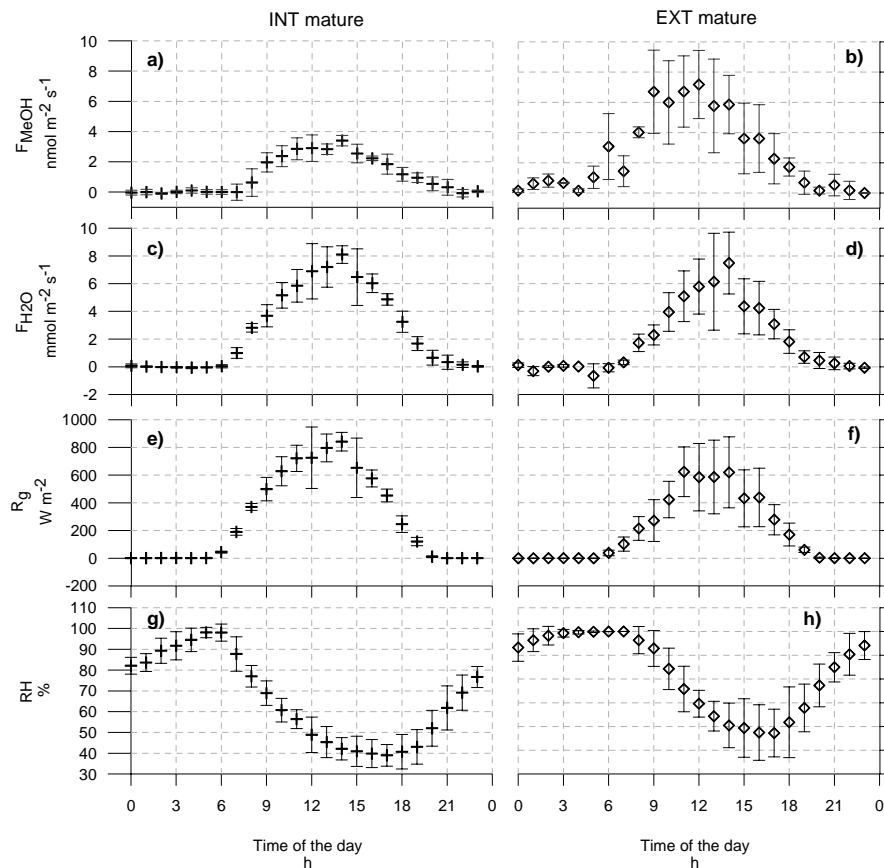 INT mature
EXT mature
a)
b)
F MeOH
nmol m-2 s-1
10
8
6
4
2
0
c)
d)
F H2O
mmol m-2 s-1
10
8
6
4
2
0
-2
e)
f)
Rg
W m-2
1000
800
600
400
200
0
-200
g)
h)
RH
%
110
100
90
80
70
60
50
40
30
0 3 6 9 12 15 18 21 0
0 3 6 9 12 15 18 21 0
Time of the day
h
Time of the day
h